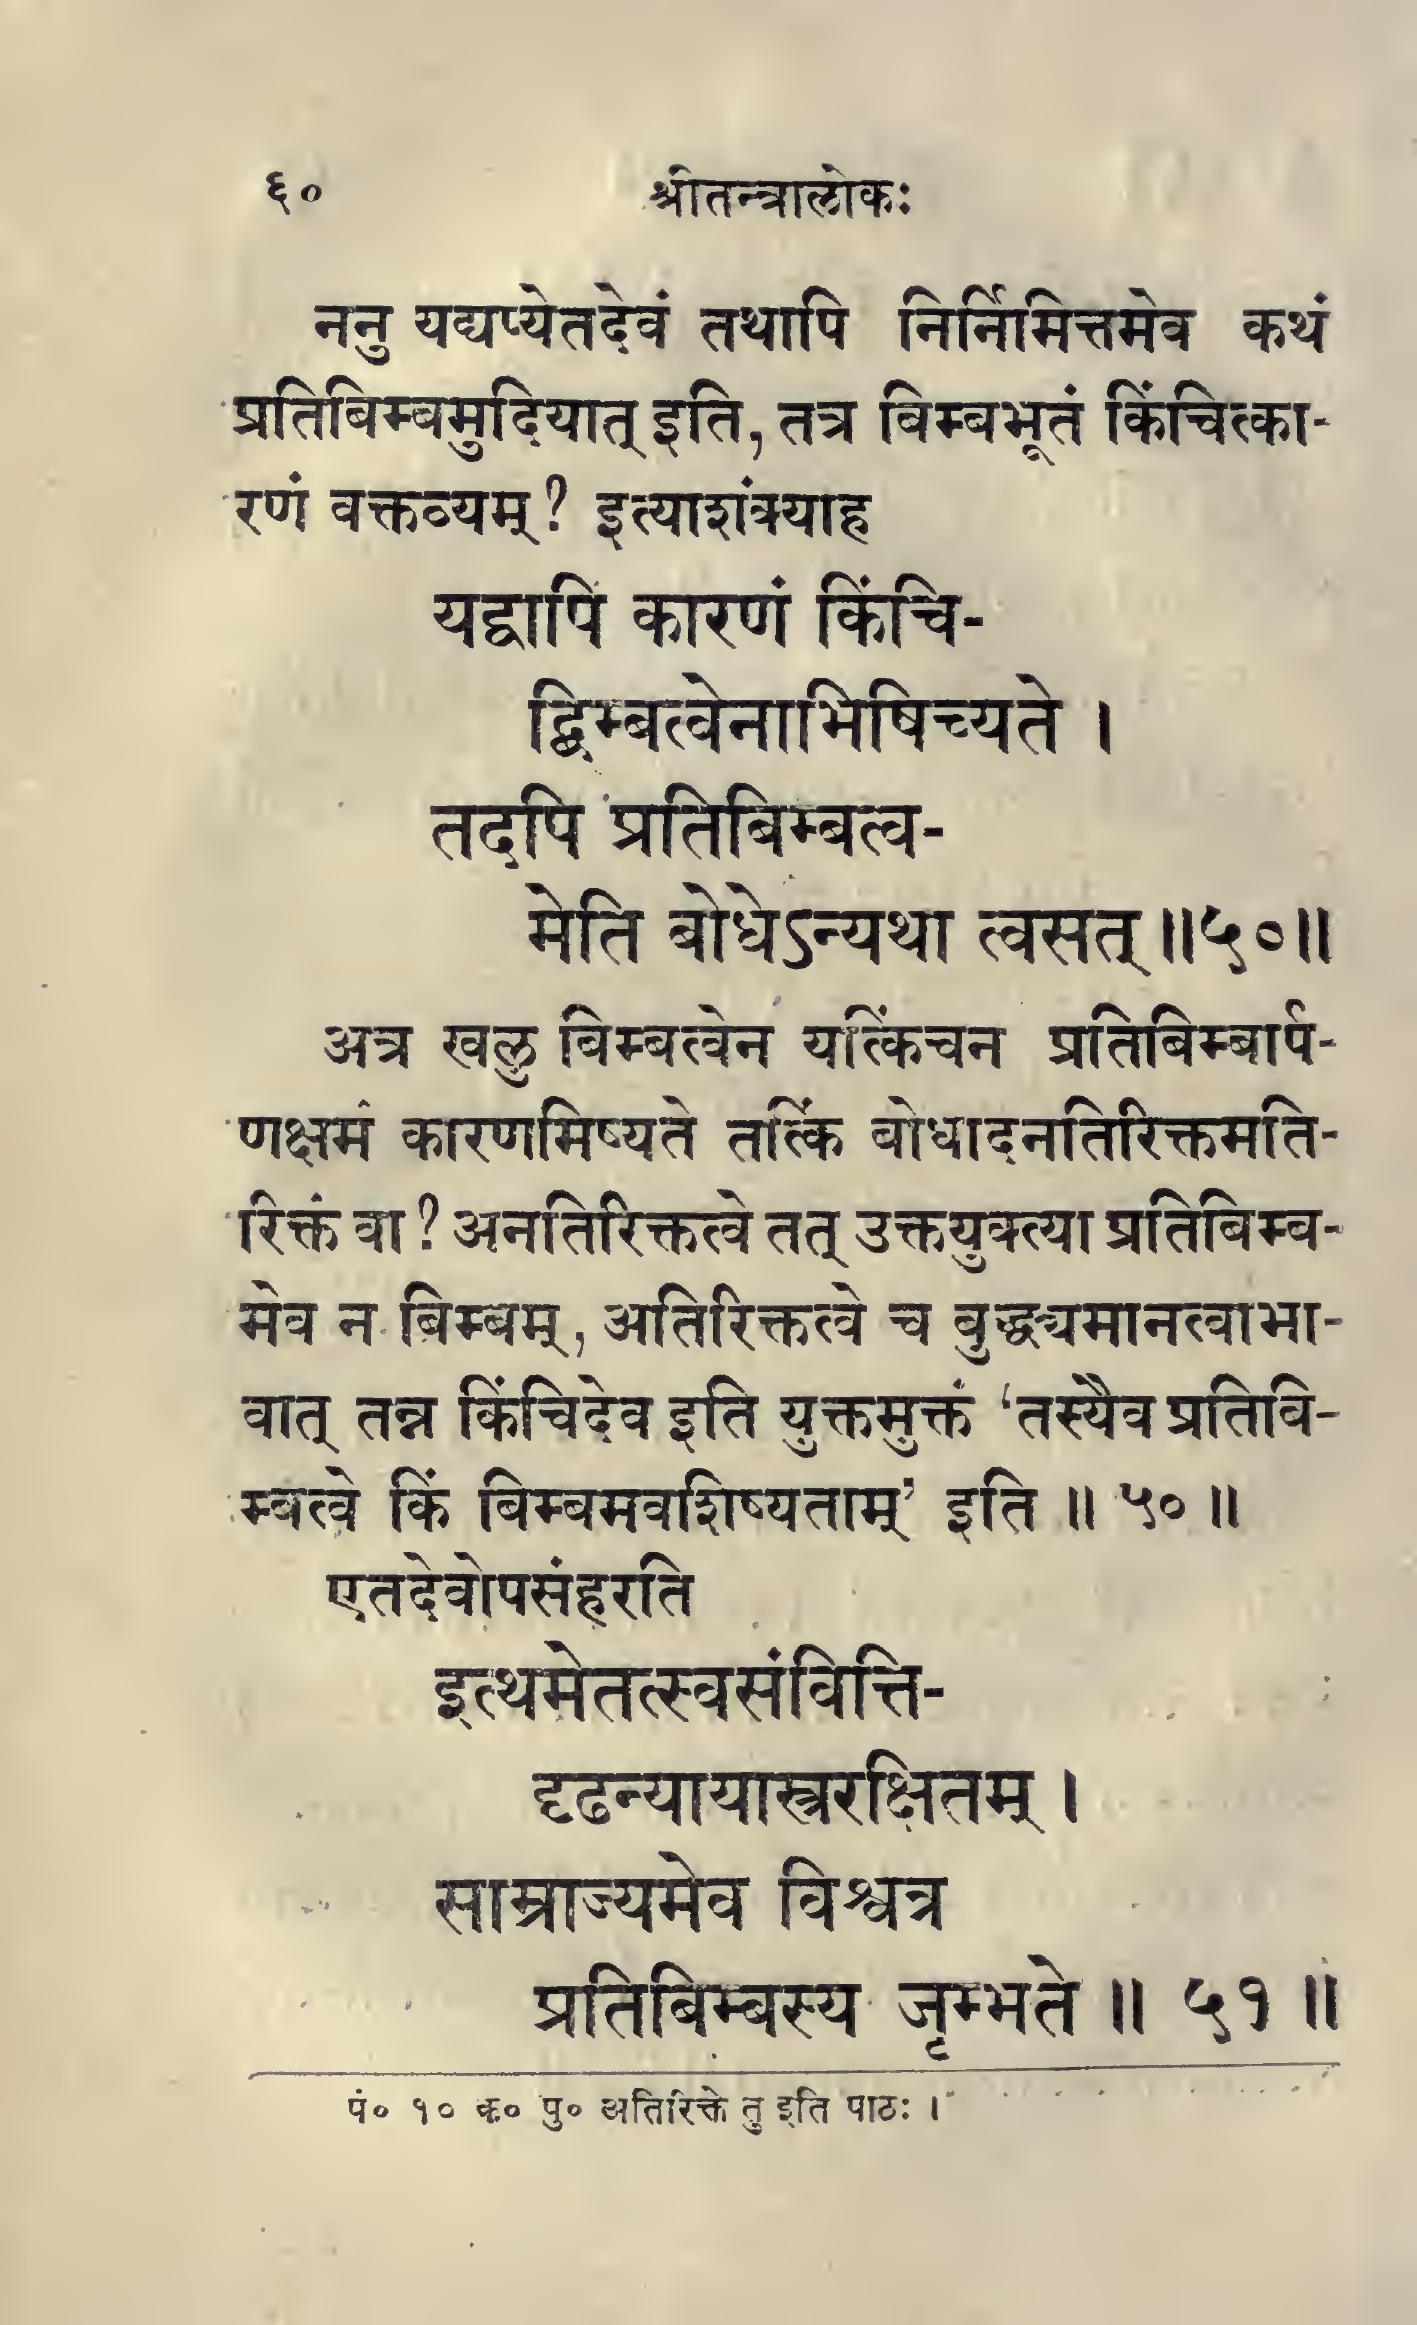 ६० श्रीतन्त्रालोकः
ननु यद्यप्येतदेवं तथापि निर्निमित्तमेव कथं
प्रतिबिम्बमुदियात् इति, तत्र बिम्बभूतं किंचित्का-
रणं वक्तव्यम्? इत्याशंक्याह
यद्वापि कारणं किंचि-
द्बिम्बत्वेनाभिषिच्यते ।
तदपि प्रतिबिम्बत्व-
मेति बोधेऽन्यथा त्वसत् ॥५०॥
अत्र खलु बिम्बत्वेन यत्किंचन प्रतिबिम्बार्प-
णक्षमं कारणमिष्यते तत्किं बोधादनतिरिक्तमति-
रिक्तं वा? अनतिरिक्तत्वे तत् उक्तयुक्त्या प्रतिबिम्ब-
मेव न बिम्बम्, अतिरिक्तत्वे च बुद्ध्यमानत्वाभा-
वात् तन्न किंचिदेव इति युक्तमुक्तं ‘तस्यैव प्रतिबि-
म्बत्वे किं बिम्बमवशिष्यताम्’ इति ॥ ५० ॥
एतदेवोपसंहरति
इत्थमेतत्स्वसंवित्ति-
दृढन्यायास्त्ररक्षितम् ।
साम्राज्यमेव विश्वत्र
प्रतिबिम्बस्य जृम्भते ॥ ५१ ॥
पं० १० क० पु० अतिरिक्ते तु इति पाठः ।